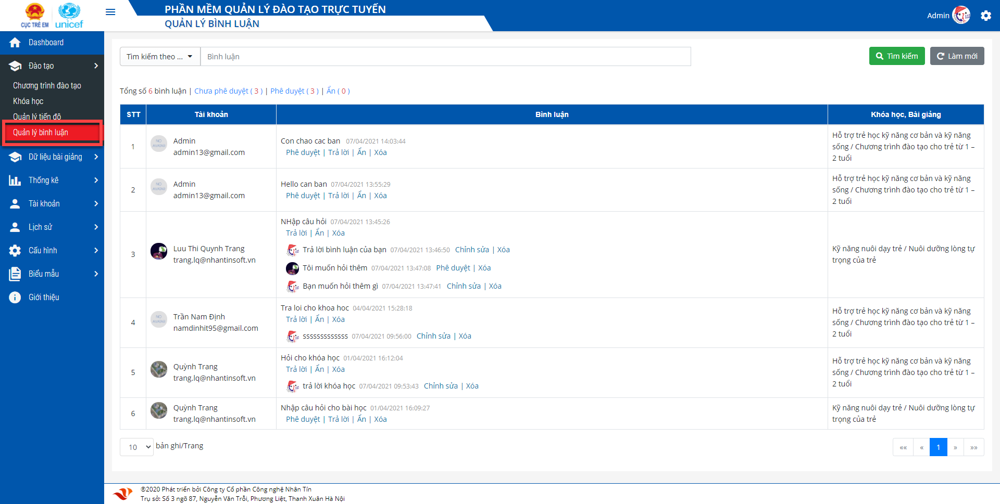 CỤC TRẺ EM
unicef
PHẦN MỀM QUẢN LÝ ĐÀO TẠO TRỰC TUYẾN
QUẢN LÝ BÌNH LUẬN
Admin
Dashboard
Đào tạo
Chương trình đào tạo
Khóa học
Quản lý tiến độ
Quản lý bình luận
Dữ liệu bài giảng
Thống kê
Tài khoản
Lịch sử
Cấu hình
Biểu mẫu
Giới thiệu
Tìm kiếm theo ... Bình luận Tìm kiếm Làm mới
Tổng số 6 bình luận | Chưa phê duyệt ( 3 ) | Phê duyệt ( 3 ) | Ẩn ( 0 )
STT Tài khoản Bình luận Khóa học, Bài giảng
1
NO AVATAR
Admin
admin13@gmail.com
Con chao cac ban 07/04/2021 14:03:44
Phê duyệt | Trả lời | Ẩn | Xóa
Hỗ trợ trẻ học kỹ năng cơ bản và kỹ năng
sống / Chương trình đào tạo cho trẻ từ 1 –
2 tuổi
2
NO AVATAR
Admin
admin13@gmail.com
Hello can ban 07/04/2021 13:55:29
Phê duyệt | Trả lời | Ẩn | Xóa
Hỗ trợ trẻ học kỹ năng cơ bản và kỹ năng
sống / Chương trình đào tạo cho trẻ từ 1 –
2 tuổi
3
Luu Thi Quynh Trang
trang.lq@nhantinsoft.vn
NHập câu hỏi 07/04/2021 13:45:26
Trả lời | Ẩn | Xóa
Trả lời bình luận của bạn 07/04/2021 13:46:50 Chỉnh sửa | Xóa
Tôi muốn hỏi thêm 07/04/2021 13:47:08 Phê duyệt | Xóa
Bạn muốn hỏi thêm gì 07/04/2021 13:47:41 Chỉnh sửa | Xóa
Kỹ năng nuôi dạy trẻ / Nuôi dưỡng lòng tự
trọng của trẻ
4
NO AVATAR
Trần Nam Định
namdinhit95@gmail.com
Tra loi cho khoa hoc 04/04/2021 15:28:18
Trả lời | Ẩn | Xóa
sssssssssssss 07/04/2021 09:56:00 Chỉnh sửa | Xóa
Hỗ trợ trẻ học kỹ năng cơ bản và kỹ năng
sống / Chương trình đào tạo cho trẻ từ 1 –
2 tuổi
5
Quỳnh Trang
trang.lq@nhantinsoft.vn
Hỏi cho khóa học 01/04/2021 16:12:04
Trả lời | Ẩn | Xóa
trả lời khóa học 07/04/2021 09:53:43 Chỉnh sửa | Xóa
Hỗ trợ trẻ học kỹ năng cơ bản và kỹ năng
sống / Chương trình đào tạo cho trẻ từ 1 –
2 tuổi
6
Quỳnh Trang
trang.lq@nhantinsoft.vn
Nhập câu hỏi cho bài học 01/04/2021 16:09:27
Phê duyệt | Trả lời | Ẩn | Xóa
Kỹ năng nuôi dạy trẻ / Nuôi dưỡng lòng tự
trọng của trẻ
10 bản ghi/Trang
«« « 1 » »»
®2020 Phát triển bởi Công ty Cổ phần Công nghệ Nhân Tín
Trụ sở: Số 3 ngõ 87, Nguyễn Văn Trỗi, Phương Liệt, Thanh Xuân Hà Nội